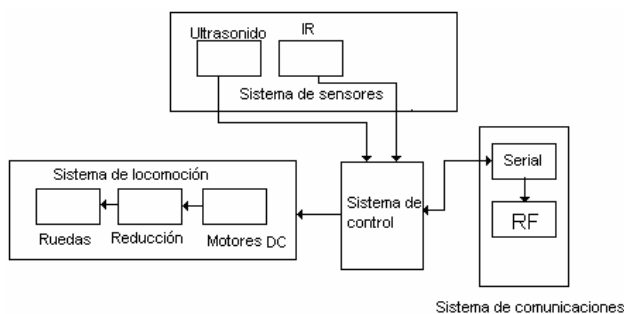 Ultrasonido
IR
Sistema de sensores
Sistema de locomoción
Ruedas
Reducción
Motores DC
Sistema de
control
Serial
RF
Sistema de comunicaciones